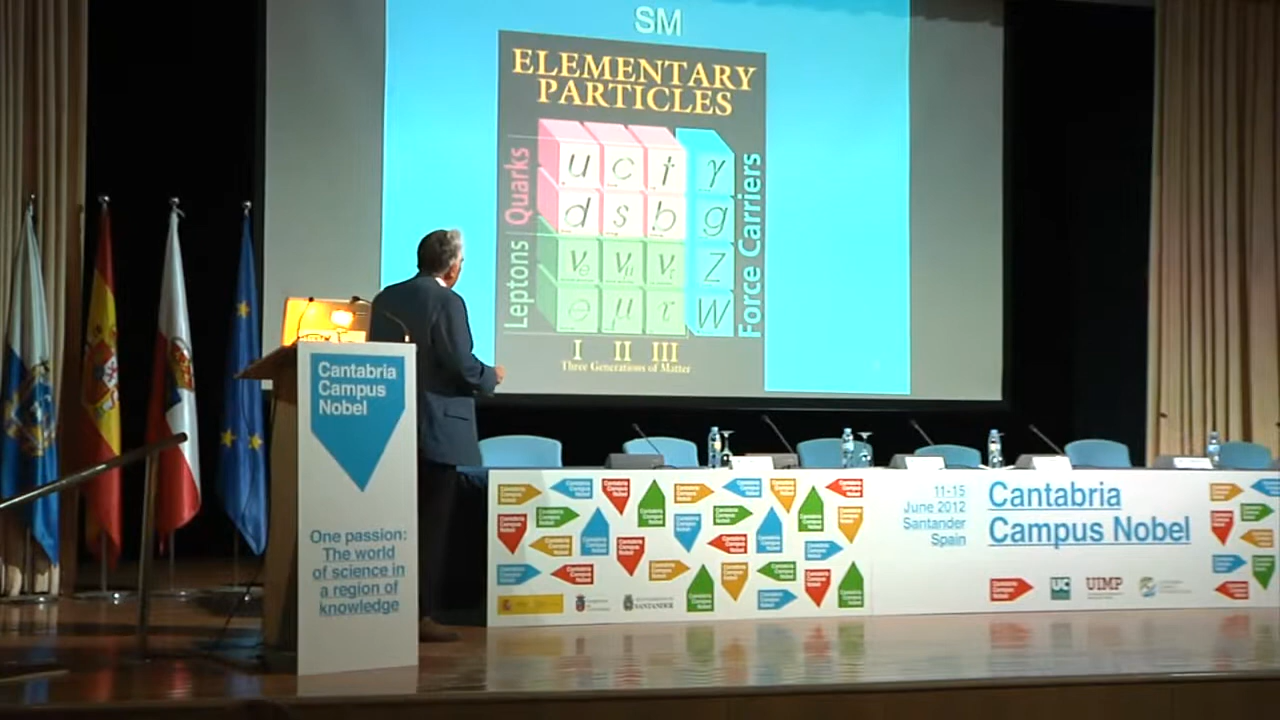 SM
ELEMENTARY
PARTICLES
Quarks
Leptons
u c t γ
d s b g
νe νμ ντ Z
e μ τ W
Force Carriers
I II III
Three Generations of Matter
Cantabria
Campus
Nobel
One passion:
The world
of science in
a region of
knowledge
11-15
June 2012
Santander
Spain
Cantabria
Campus Nobel
UC
UIMP
SANTANDER